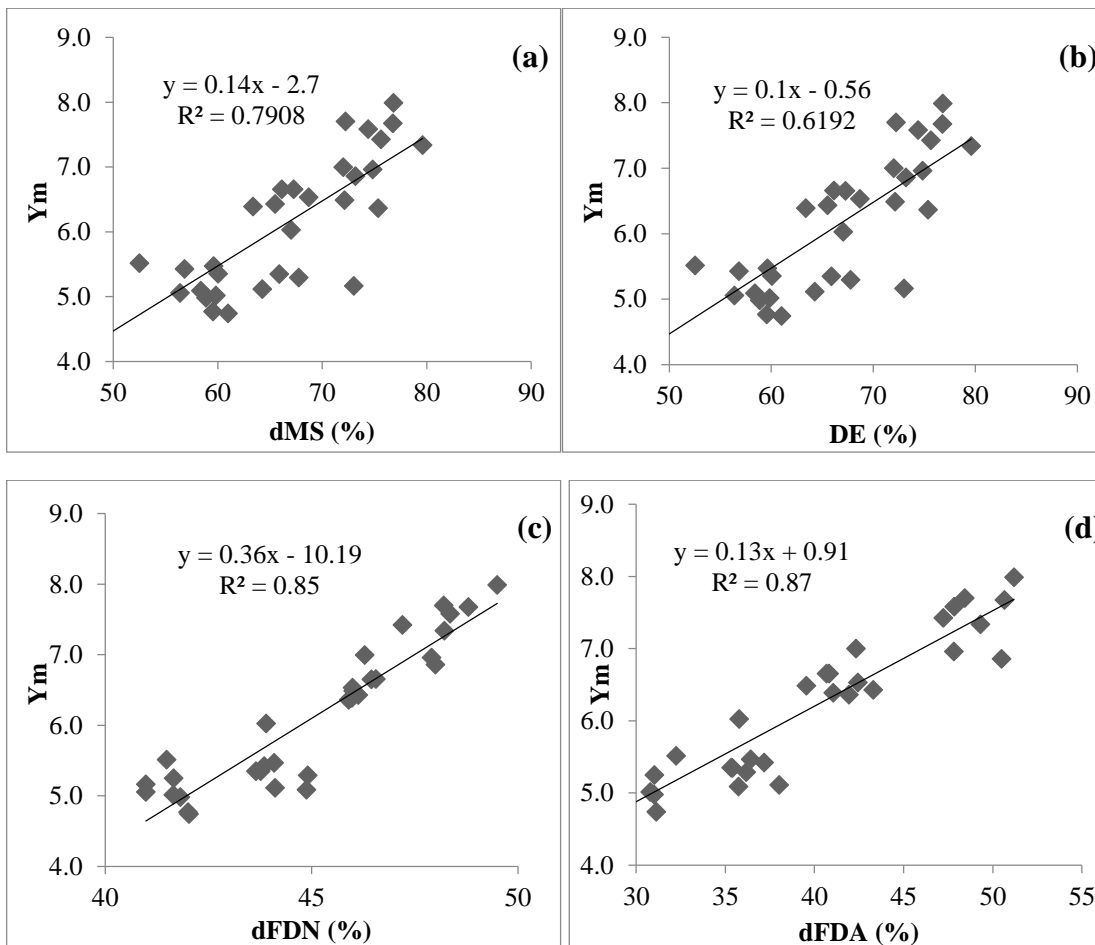 (a)
y = 0.14x - 2.7
R² = 0.7908
9.0
8.0
7.0
6.0
5.0
4.0
Ym
50 60 70 80 90
dMS (%)
(b)
y = 0.1x - 0.56
R² = 0.6192
9.0
8.0
7.0
6.0
5.0
4.0
Ym
50 60 70 80 90
DE (%)
(c)
y = 0.36x - 10.19
R² = 0.85
9.0
8.0
7.0
6.0
5.0
4.0
Ym
40 45 50
dFDN (%)
(d)
y = 0.13x + 0.91
R² = 0.87
9.0
8.0
7.0
6.0
5.0
4.0
Ym
30 35 40 45 50 55
dFDA (%)